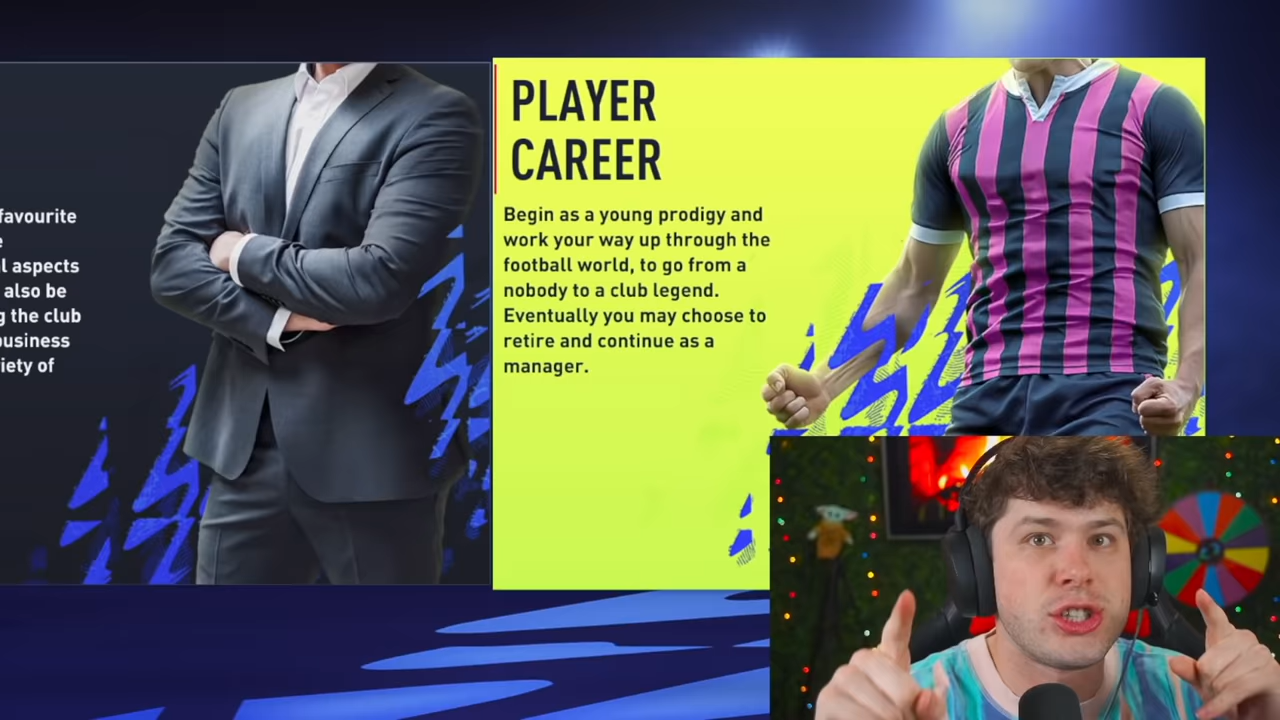 favourite
l aspects
also be
g the club
business
iety of
PLAYER
CAREER
Begin as a young prodigy and
work your way up through the
football world, to go from a
nobody to a club legend.
Eventually you may choose to
retire and continue as a
manager.